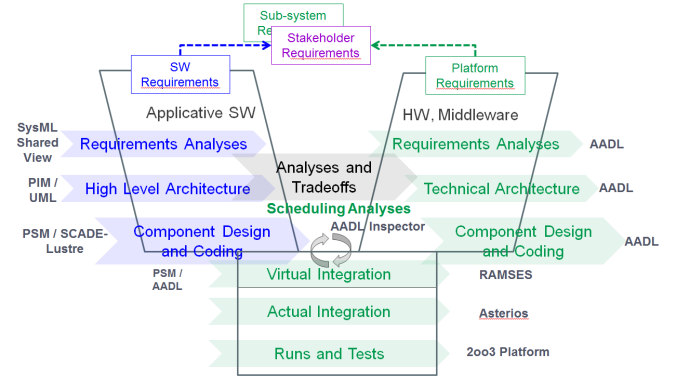 Sub-system
Re
Stakeholder
Requirements
SW
Requirements
Platform
Requirements
Applicative SW
HW, Middleware
SysML
Shared
View
Requirements Analyses
Requirements Analyses
AADL
Analyses and
Tradeoffs
PIM /
UML
High Level Architecture
Technical Architecture
AADL
Scheduling Analyses
AADL Inspector
PSM / SCADE-
Lustre
Component Design
and Coding
Component Design
and Coding
AADL
PSM /
AADL
Virtual Integration
RAMSES
Actual Integration
Asterios
Runs and Tests
2oo3 Platform